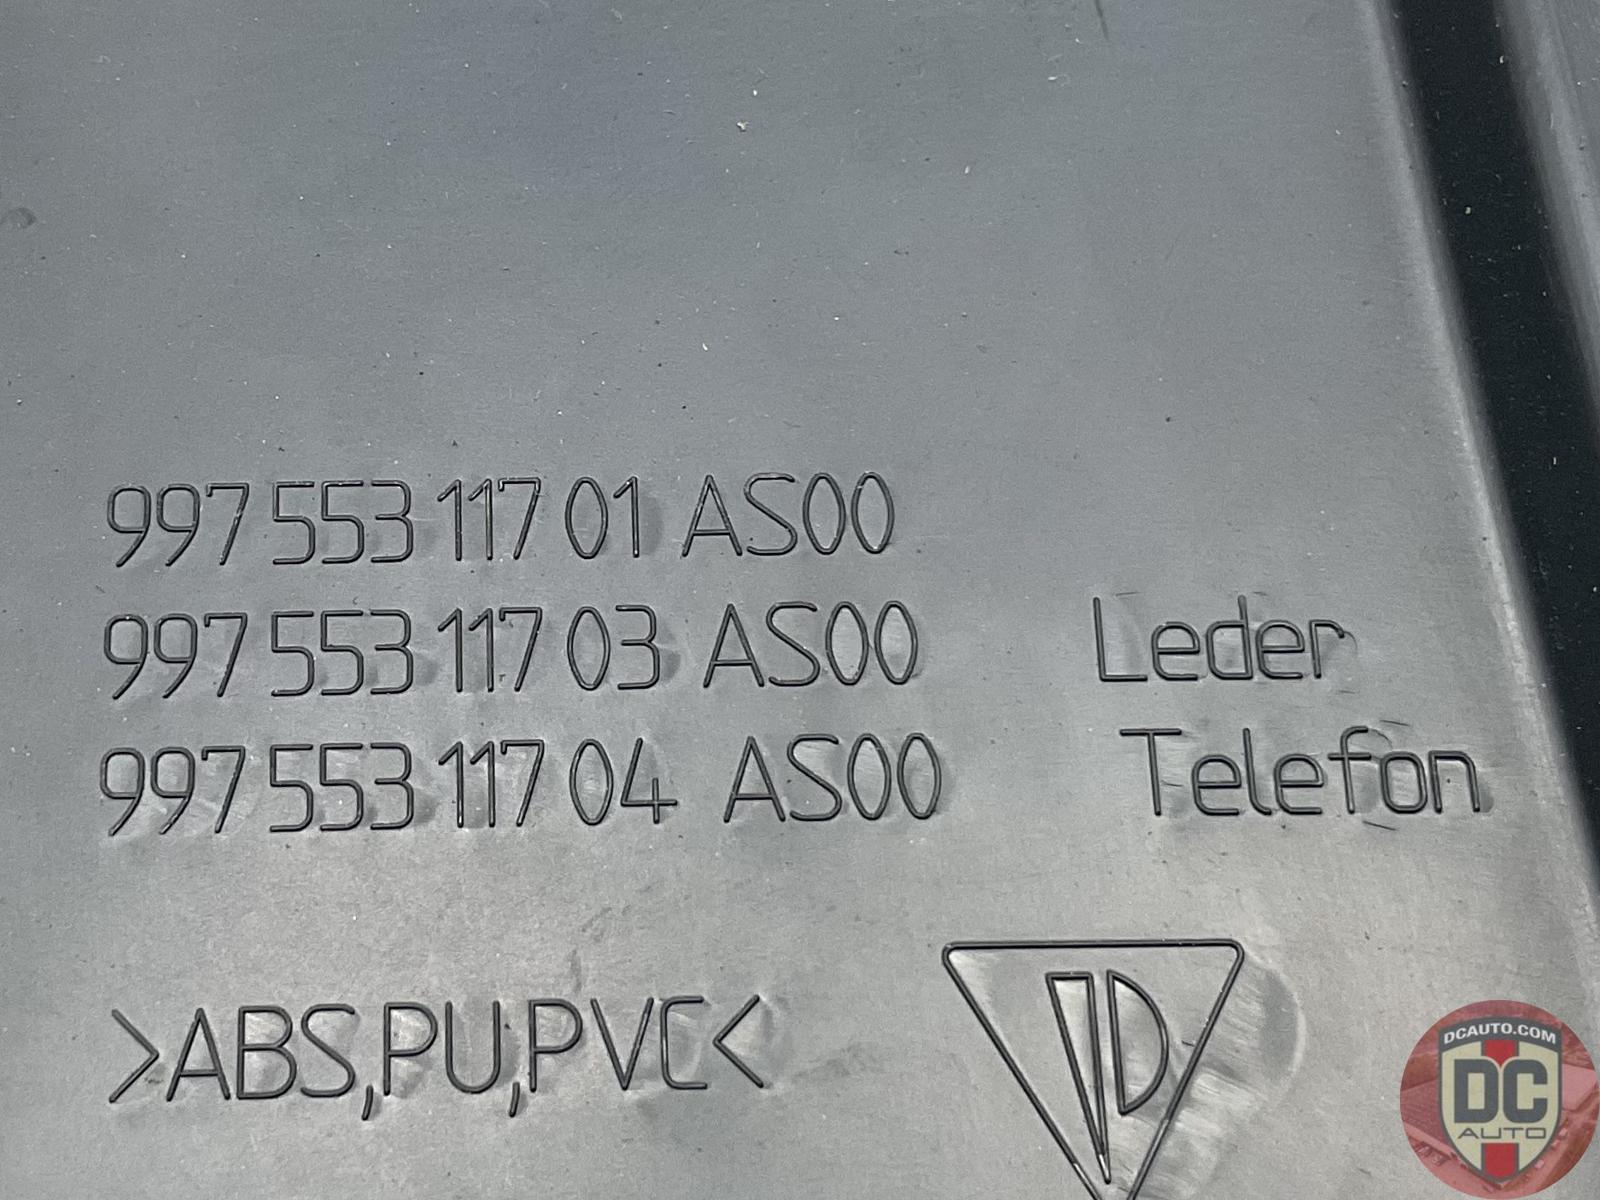 997 553 117 01 AS00
997 553 117 03 AS00 Leder
997 553 117 04 AS00 Telefon
>ABS,PU,PVC<
DCAUTO.COM
DC
AUTO